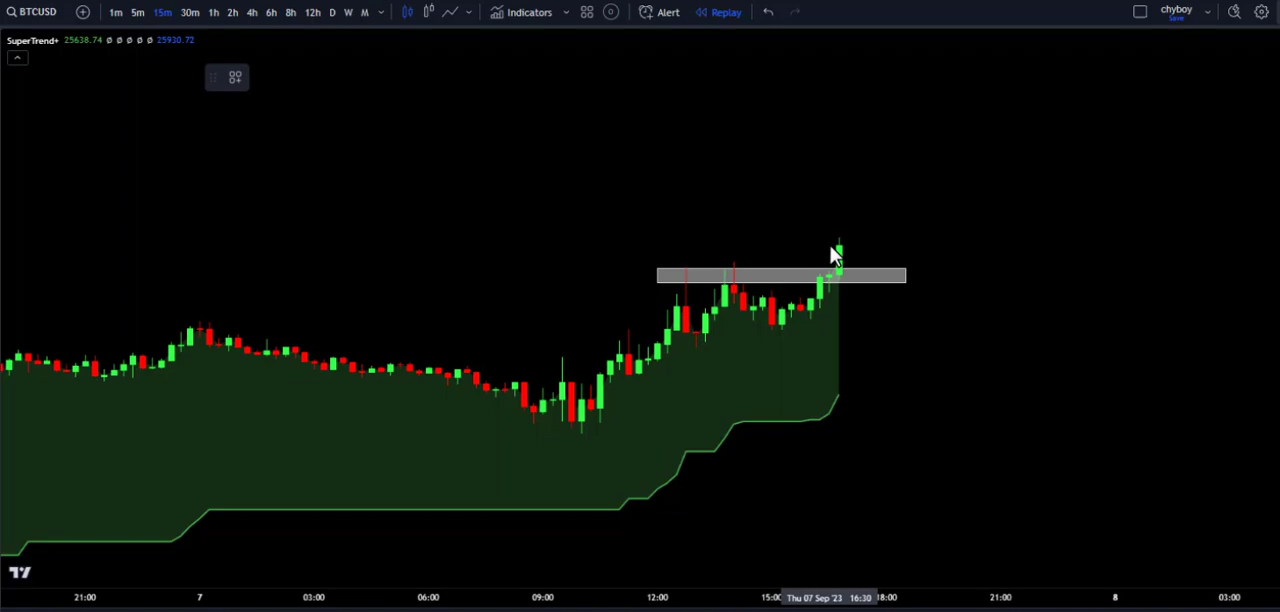 BTCUSD 1m 5m 15m 30m 1h 2h 4h 6h 8h 12h D W M Indicators Alert Replay chyboy
Save
SuperTrend+ 25638.74 ø ø ø ø ø 25930.72
21:00 7 03:00 06:00 09:00 12:00 15:00 Thu 07 Sep '23 16:30 18:00 21:00 8 03:00